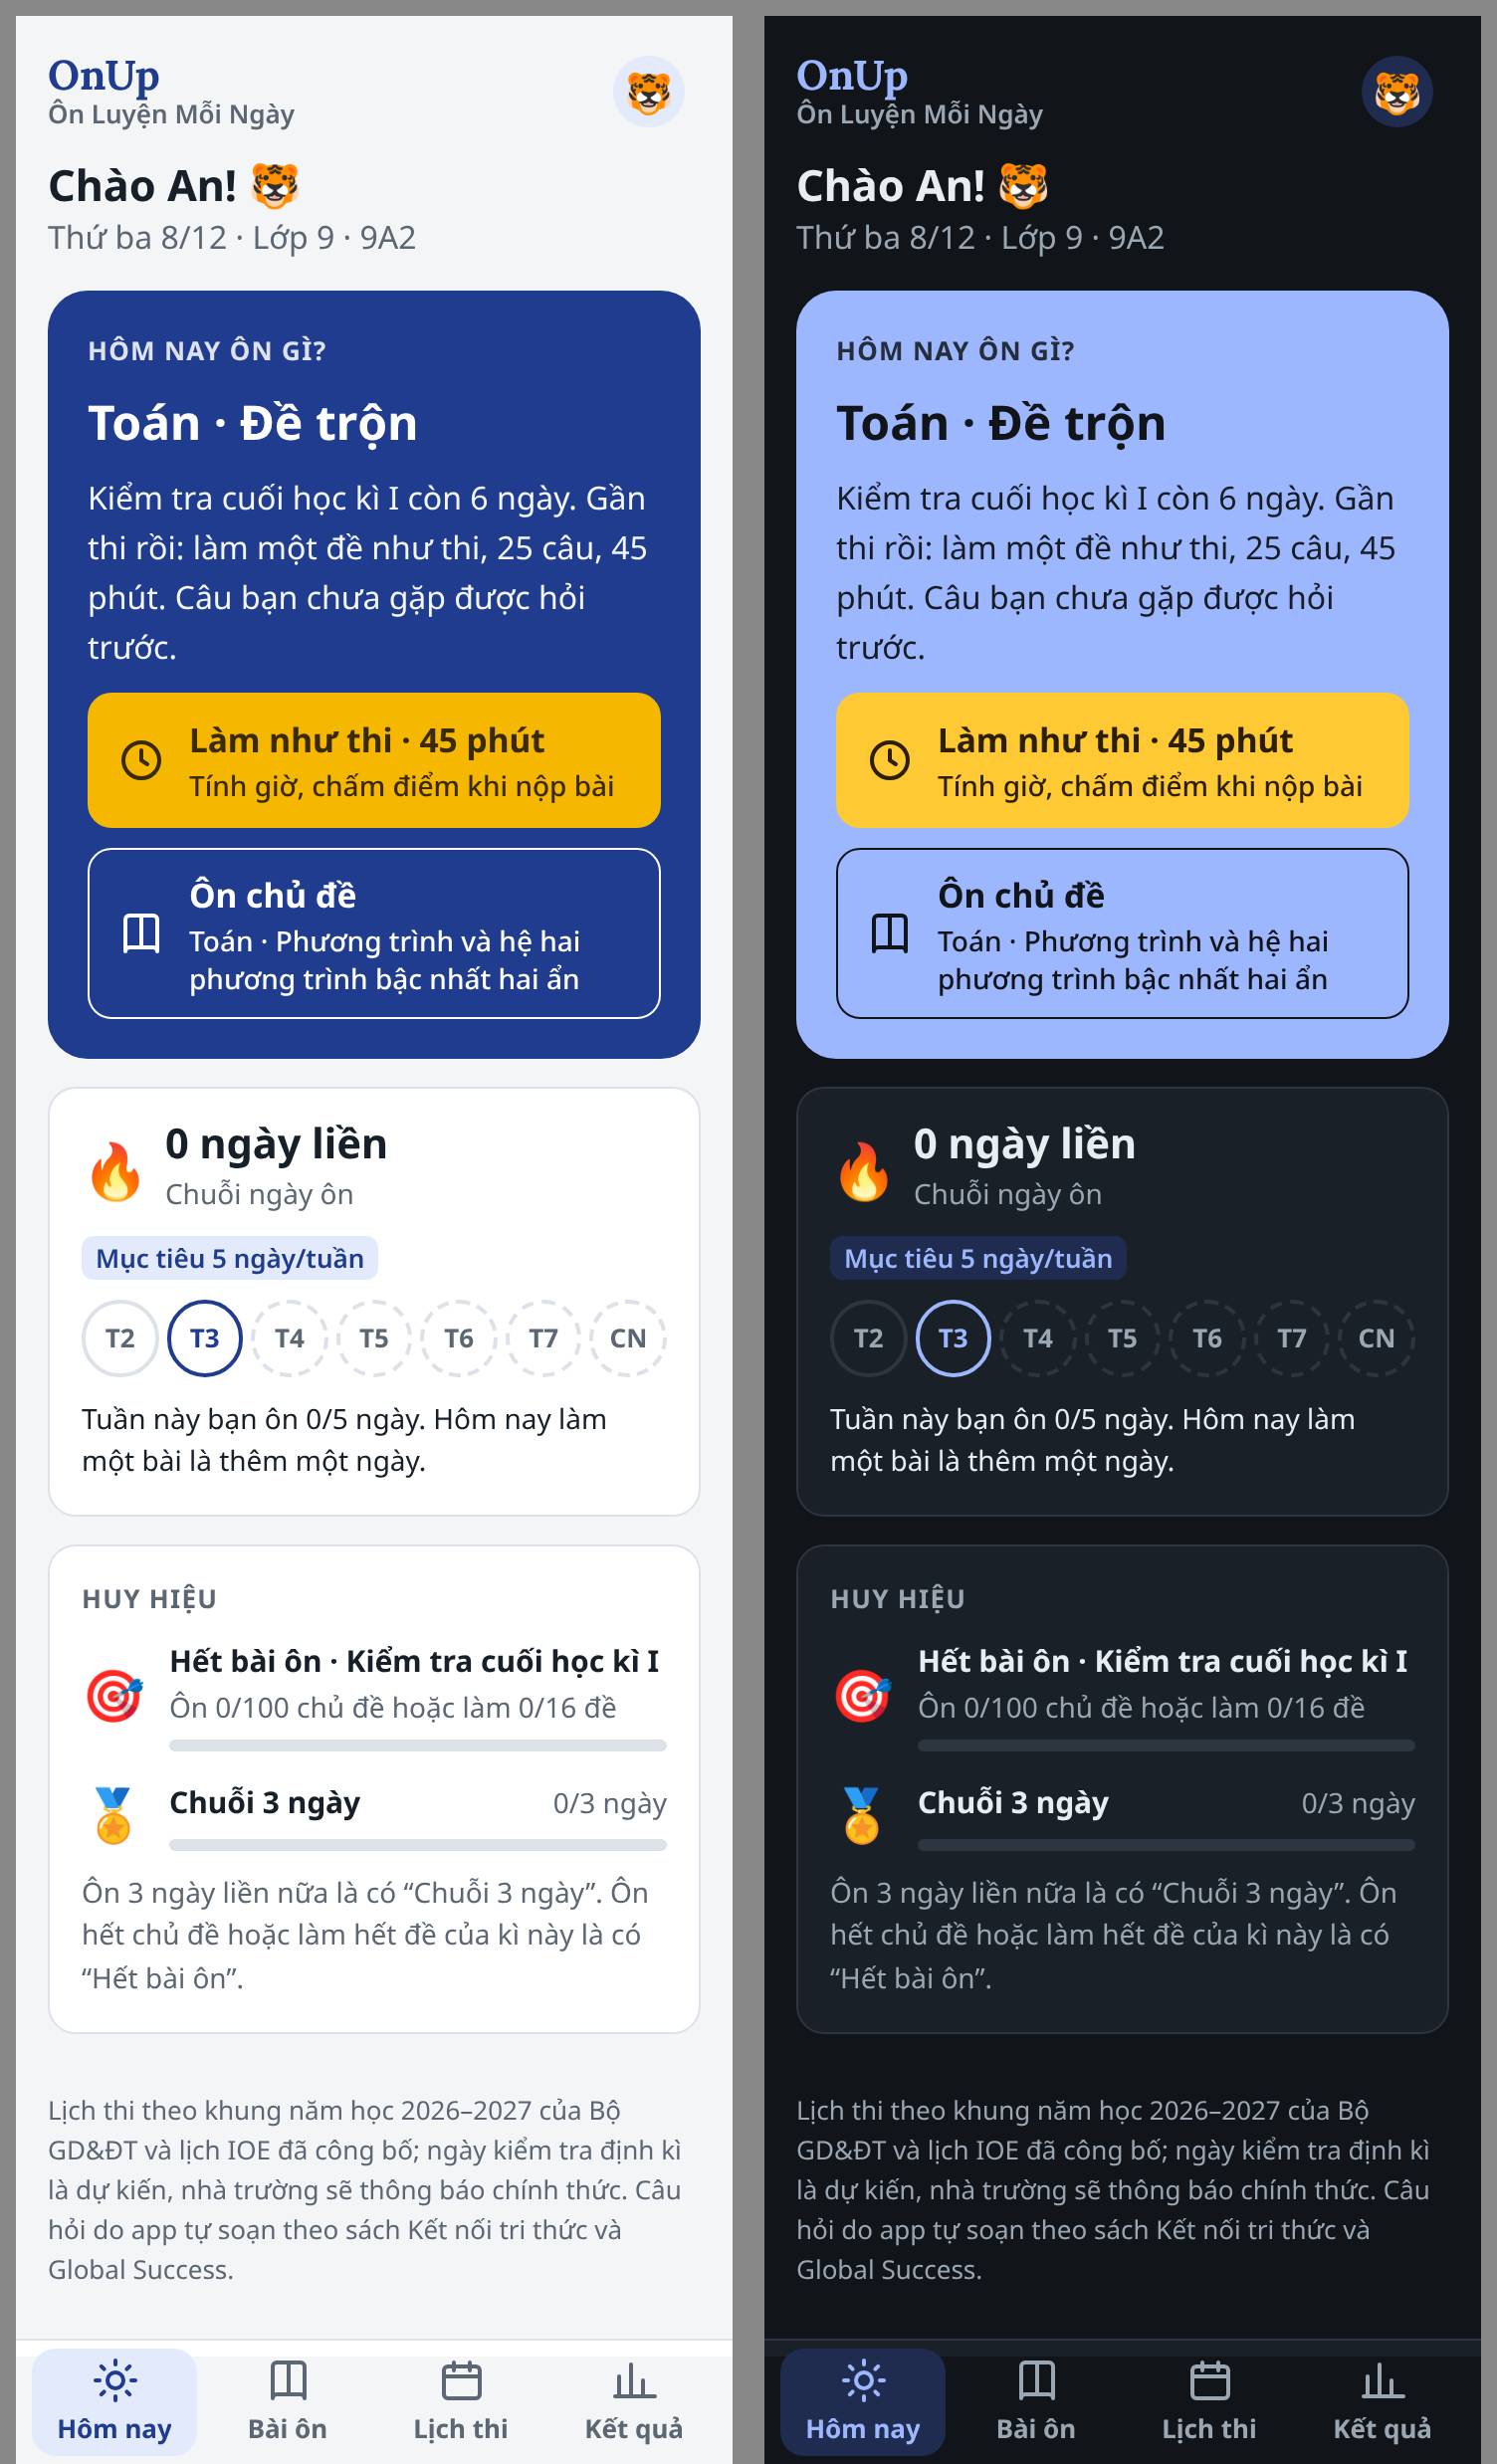 OnUp
Ôn Luyện Mỗi Ngày
Chào An!
Thứ ba 8/12 · Lớp 9 · 9A2
HÔM NAY ÔN GÌ?
Toán · Đề trộn
Kiểm tra cuối học kì I còn 6 ngày. Gần
thi rồi: làm một đề như thi, 25 câu, 45
phút. Câu bạn chưa gặp được hỏi
trước.
Làm như thi · 45 phút
Tính giờ, chấm điểm khi nộp bài
Ôn chủ đề
Toán · Phương trình và hệ hai
phương trình bậc nhất hai ẩn
0 ngày liền
Chuỗi ngày ôn
Mục tiêu 5 ngày/tuần
T2 T3 T4 T5 T6 T7 CN
Tuần này bạn ôn 0/5 ngày. Hôm nay làm
một bài là thêm một ngày.
HUY HIỆU
Hết bài ôn · Kiểm tra cuối học kì I
Ôn 0/100 chủ đề hoặc làm 0/16 đề
Chuỗi 3 ngày 0/3 ngày
Ôn 3 ngày liền nữa là có “Chuỗi 3 ngày”. Ôn
hết chủ đề hoặc làm hết đề của kì này là có
“Hết bài ôn”.
Lịch thi theo khung năm học 2026–2027 của Bộ
GD&ĐT và lịch IOE đã công bố; ngày kiểm tra định kì
là dự kiến, nhà trường sẽ thông báo chính thức. Câu
hỏi do app tự soạn theo sách Kết nối tri thức và
Global Success.
Hôm nay Bài ôn Lịch thi Kết quả
OnUp
Ôn Luyện Mỗi Ngày
Chào An!
Thứ ba 8/12 · Lớp 9 · 9A2
HÔM NAY ÔN GÌ?
Toán · Đề trộn
Kiểm tra cuối học kì I còn 6 ngày. Gần
thi rồi: làm một đề như thi, 25 câu, 45
phút. Câu bạn chưa gặp được hỏi
trước.
Làm như thi · 45 phút
Tính giờ, chấm điểm khi nộp bài
Ôn chủ đề
Toán · Phương trình và hệ hai
phương trình bậc nhất hai ẩn
0 ngày liền
Chuỗi ngày ôn
Mục tiêu 5 ngày/tuần
T2 T3 T4 T5 T6 T7 CN
Tuần này bạn ôn 0/5 ngày. Hôm nay làm
một bài là thêm một ngày.
HUY HIỆU
Hết bài ôn · Kiểm tra cuối học kì I
Ôn 0/100 chủ đề hoặc làm 0/16 đề
Chuỗi 3 ngày 0/3 ngày
Ôn 3 ngày liền nữa là có “Chuỗi 3 ngày”. Ôn
hết chủ đề hoặc làm hết đề của kì này là có
“Hết bài ôn”.
Lịch thi theo khung năm học 2026–2027 của Bộ
GD&ĐT và lịch IOE đã công bố; ngày kiểm tra định kì
là dự kiến, nhà trường sẽ thông báo chính thức. Câu
hỏi do app tự soạn theo sách Kết nối tri thức và
Global Success.
Hôm nay Bài ôn Lịch thi Kết quả